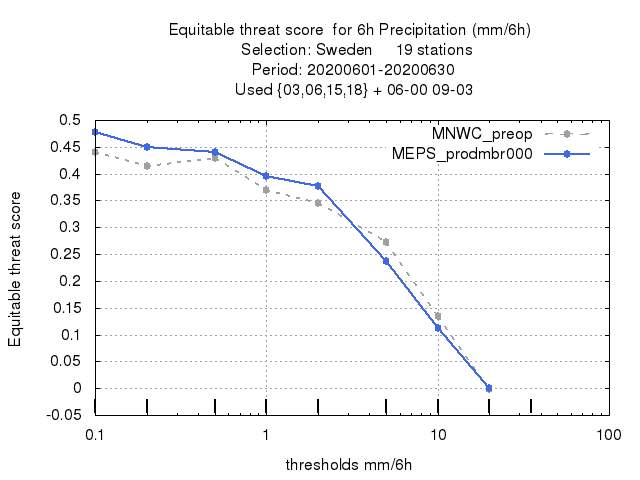 Equitable threat score  for 6h Precipitation (mm/6h)
Selection: Sweden     19 stations
Period: 20200601-20200630
Used {03,06,15,18} + 06-00 09-03
MNWC_preop
MEPS_prodmbr000
Equitable threat score
0.5
0.45
0.4
0.35
0.3
0.25
0.2
0.15
0.1
0.05
0
-0.05
0.1 1 10 100
thresholds mm/6h